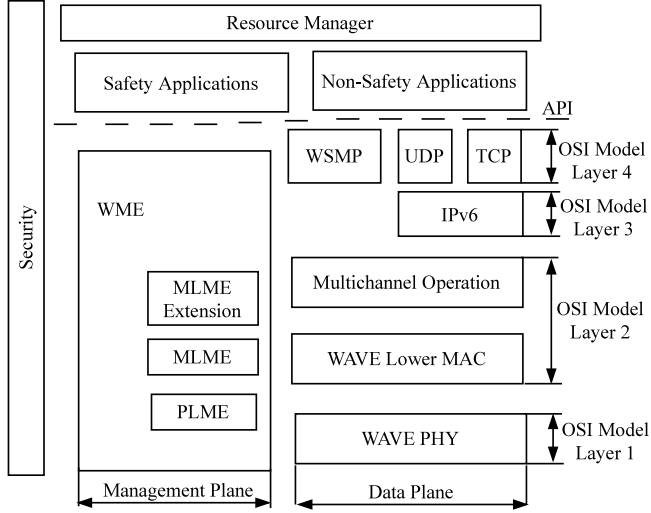 Resource Manager
Safety Applications
Non-Safety Applications
API
Security
WSMP
UDP
TCP
OSI Model
Layer 4
WME
IPv6
OSI Model
Layer 3
MLME
Extension
Multichannel Operation
OSI Model
Layer 2
MLME
WAVE Lower MAC
PLME
WAVE PHY
OSI Model
Layer 1
Management Plane
Data Plane